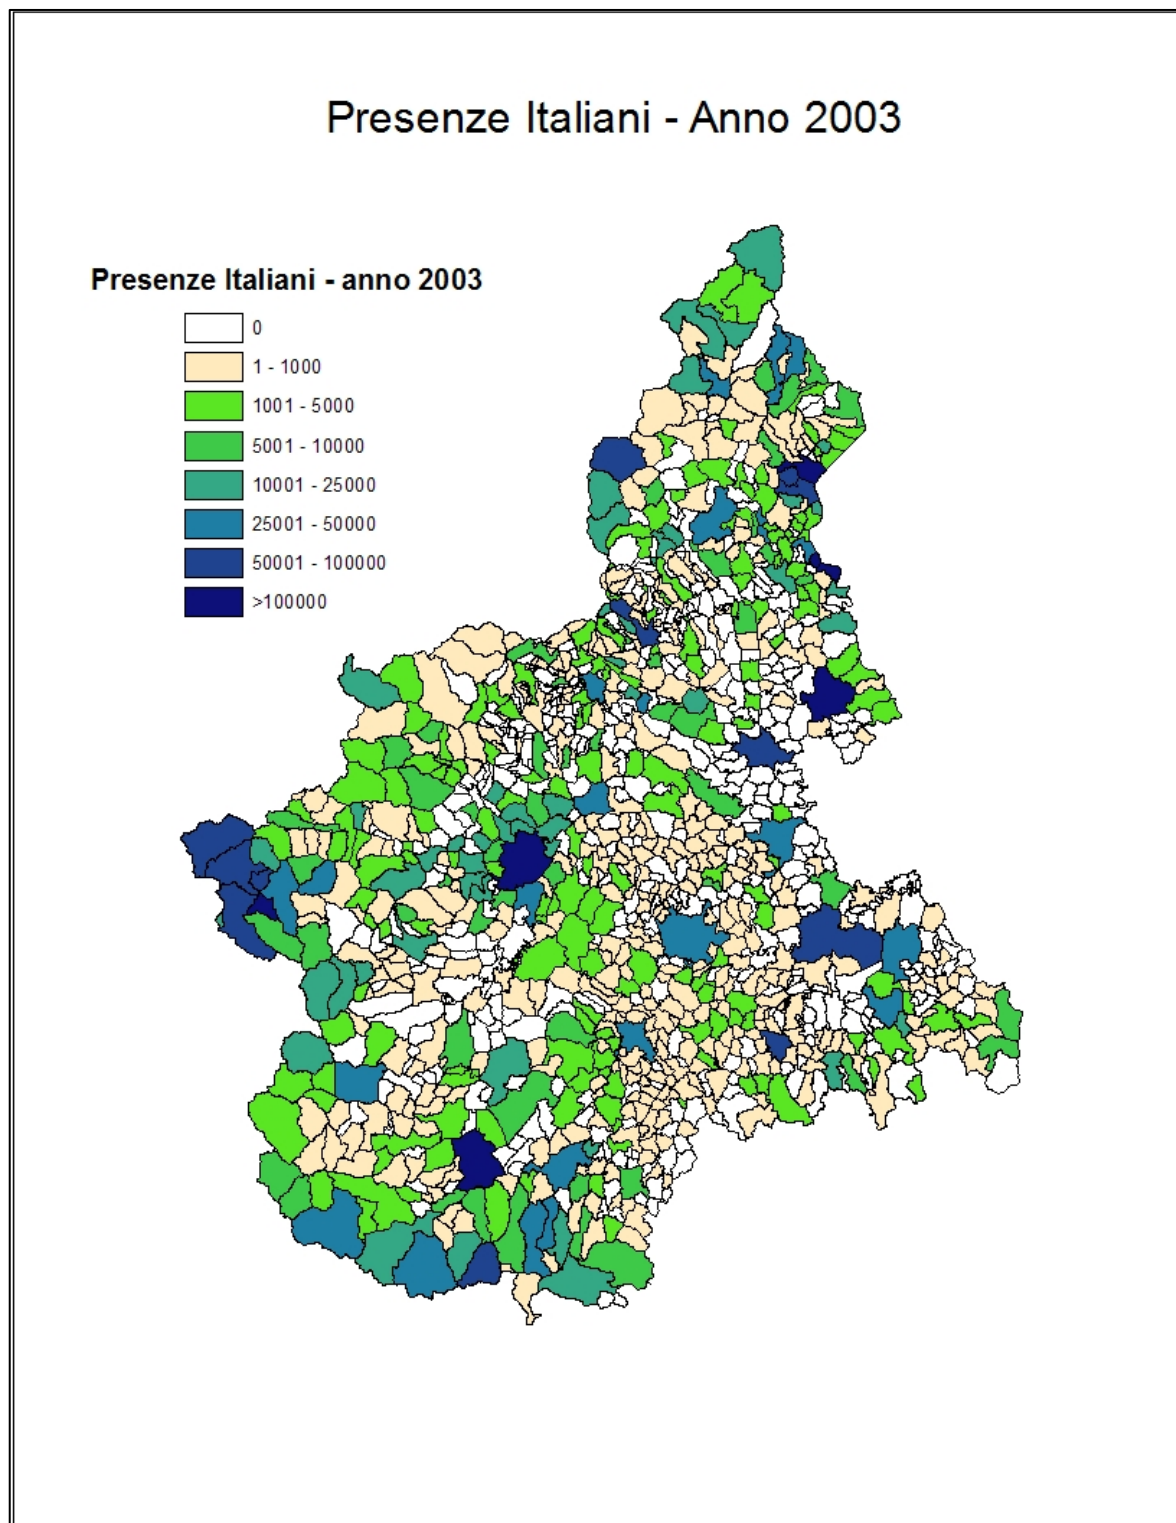 Presenze Italiani - Anno 2003
Presenze Italiani - anno 2003
0
1 - 1000
1001 - 5000
5001 - 10000
10001 - 25000
25001 - 50000
50001 - 100000
>100000